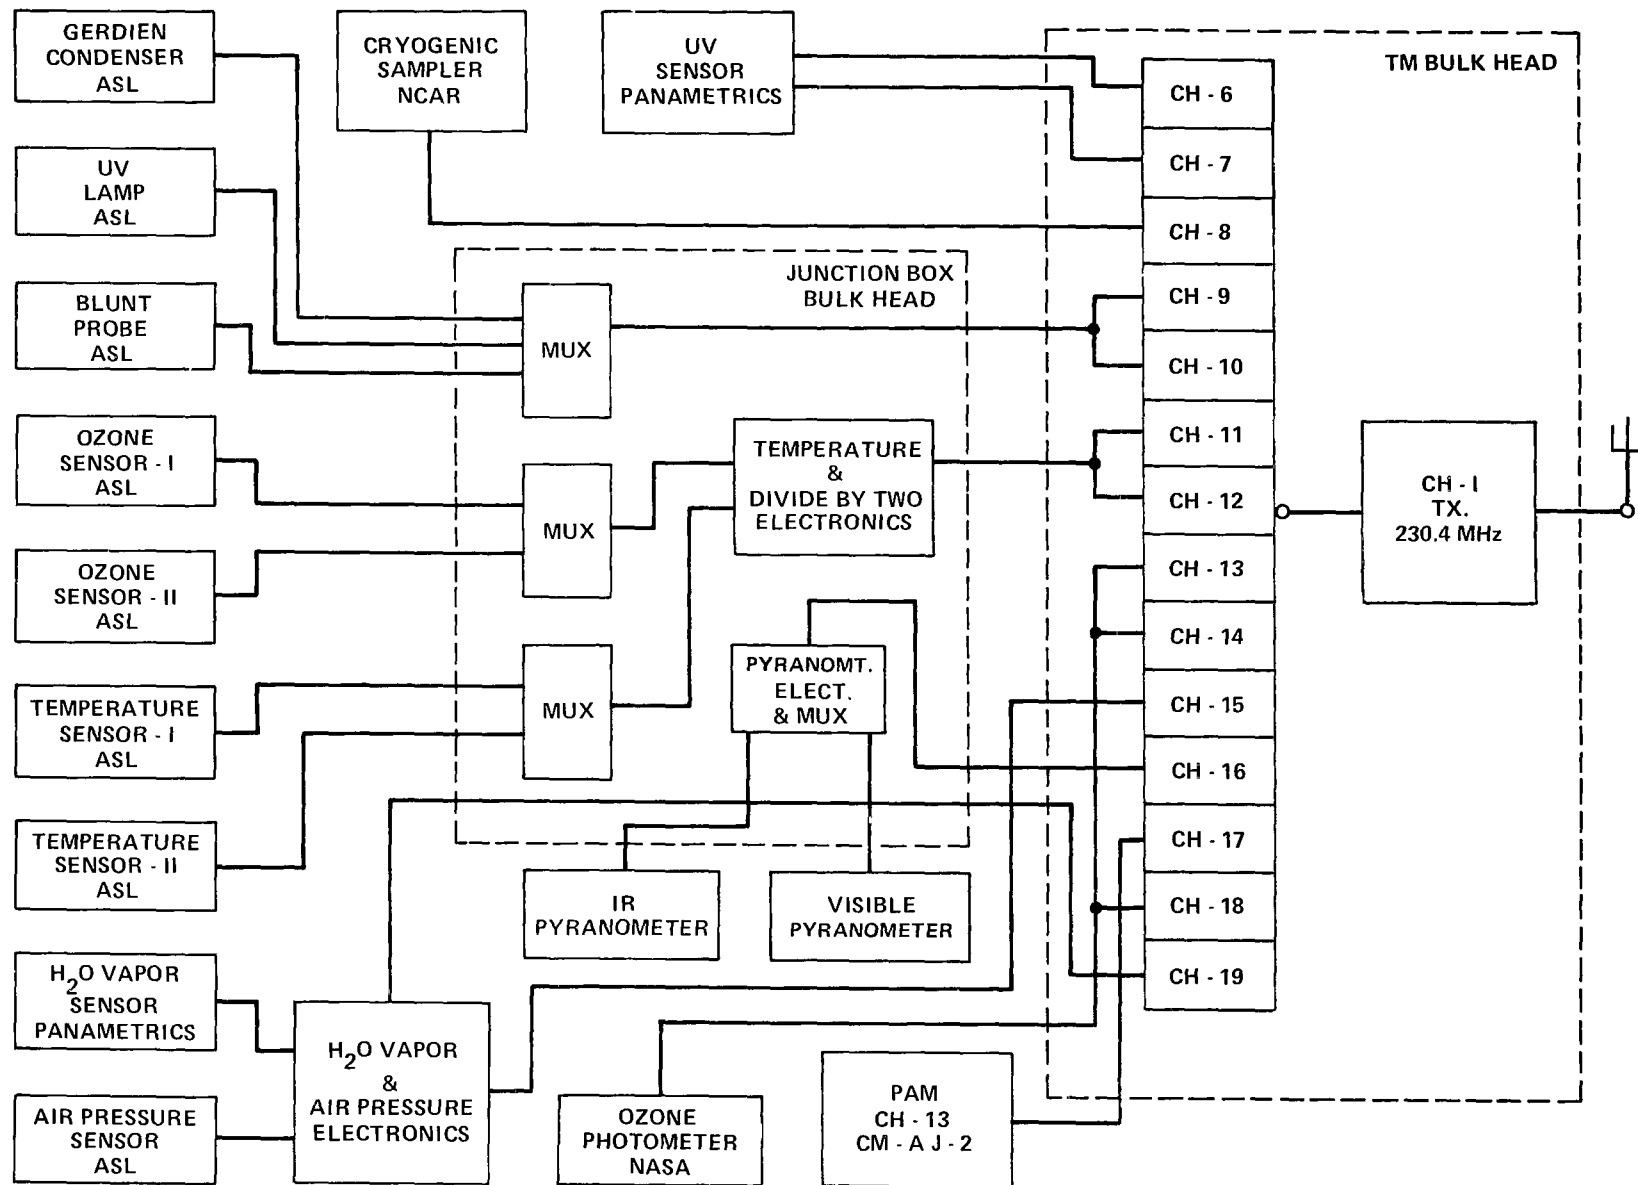 GERDIEN
CONDENSER
ASL
CRYOGENIC
SAMPLER
NCAR
UV
SENSOR
PANAMETRICS
TM BULK HEAD
UV
LAMP
ASL
BLUNT
PROBE
ASL
OZONE
SENSOR - I
ASL
OZONE
SENSOR - II
ASL
TEMPERATURE
SENSOR - I
ASL
TEMPERATURE
SENSOR - II
ASL
H2O VAPOR
SENSOR
PANAMETRICS
AIR PRESSURE
SENSOR
ASL
JUNCTION BOX
BULK HEAD
MUX
MUX
MUX
TEMPERATURE
&
DIVIDE BY TWO
ELECTRONICS
PYRANOMT.
ELECT.
& MUX
IR
PYRANOMETER
VISIBLE
PYRANOMETER
H2O VAPOR
&
AIR PRESSURE
ELECTRONICS
OZONE
PHOTOMETER
NASA
PAM
CH - 13
CM - A J - 2
CH - 6
CH - 7
CH - 8
CH - 9
CH - 10
CH - 11
CH - 12
CH - 13
CH - 14
CH - 15
CH - 16
CH - 17
CH - 18
CH - 19
CH - I
TX.
230.4 MHz